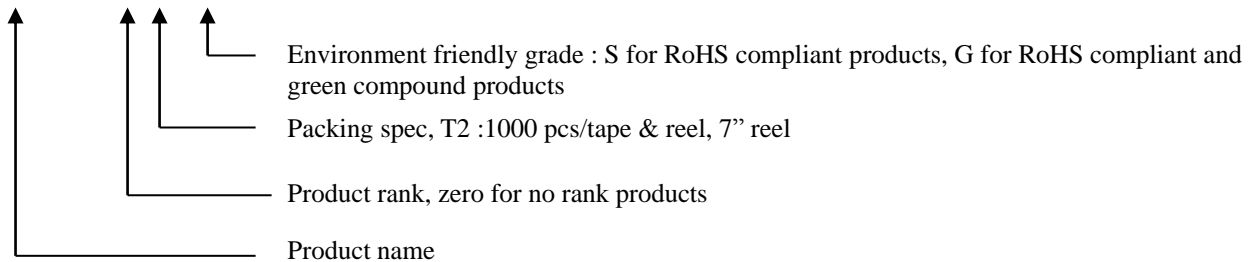 Environment friendly grade : S for RoHS compliant products, G for RoHS compliant and
green compound products
Packing spec, T2 :1000 pcs/tape & reel, 7” reel
Product rank, zero for no rank products
Product name